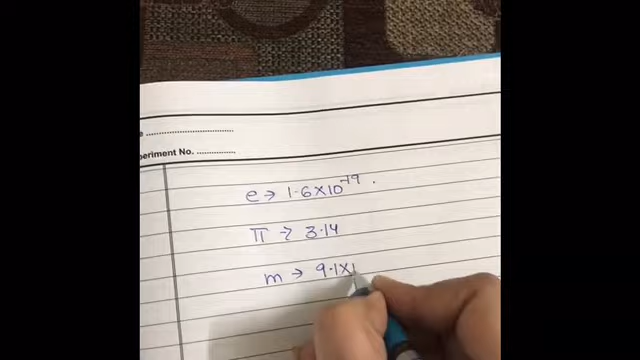 e ..............................
periment No. ..............
e → 1.6×10⁻¹⁹ .
π → 3.14
m → 9.1×1